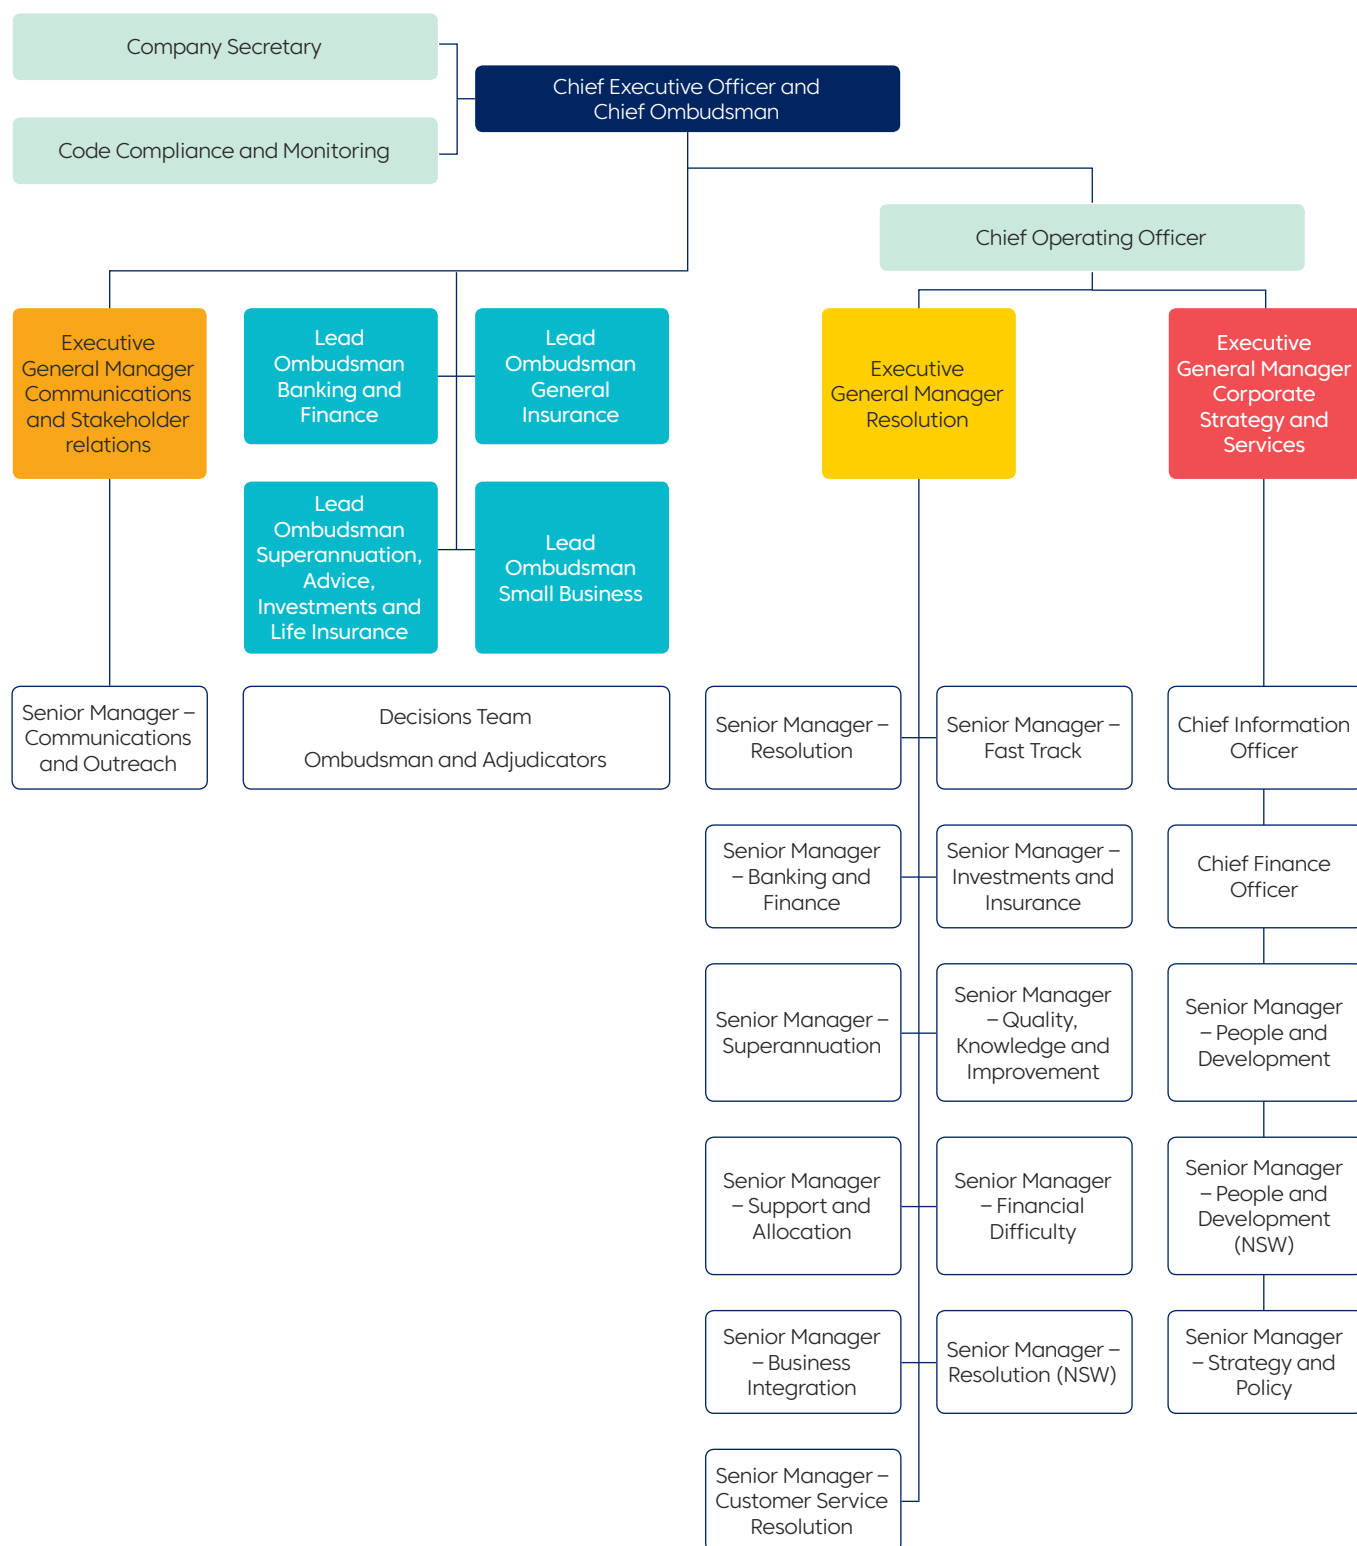 Company Secretary
Chief Executive Officer and
Chief Ombudsman
Code Compliance and Monitoring
Chief Operating Officer
Executive
General Manager
Communications
and Stakeholder
relations
Lead
Ombudsman
Banking and
Finance
Lead
Ombudsman
General
Insurance
Executive
General Manager
Resolution
Executive
General Manager
Corporate
Strategy and
Services
Lead
Ombudsman
Superannuation,
Advice,
Investments and
Life Insurance
Lead
Ombudsman
Small Business
Senior Manager –
Communications
and Outreach
Decisions Team
Ombudsman and Adjudicators
Senior Manager –
Resolution
Senior Manager –
Fast Track
Chief Information
Officer
Senior Manager
– Banking and
Finance
Senior Manager –
Investments and
Insurance
Chief Finance
Officer
Senior Manager –
Superannuation
Senior Manager
– Quality,
Knowledge and
Improvement
Senior Manager
– People and
Development
Senior Manager
– Support and
Allocation
Senior Manager
– Financial
Difficulty
Senior Manager
– People and
Development
(NSW)
Senior Manager
– Business
Integration
Senior Manager –
Resolution (NSW)
Senior Manager
– Strategy and
Policy
Senior Manager –
Customer Service
Resolution